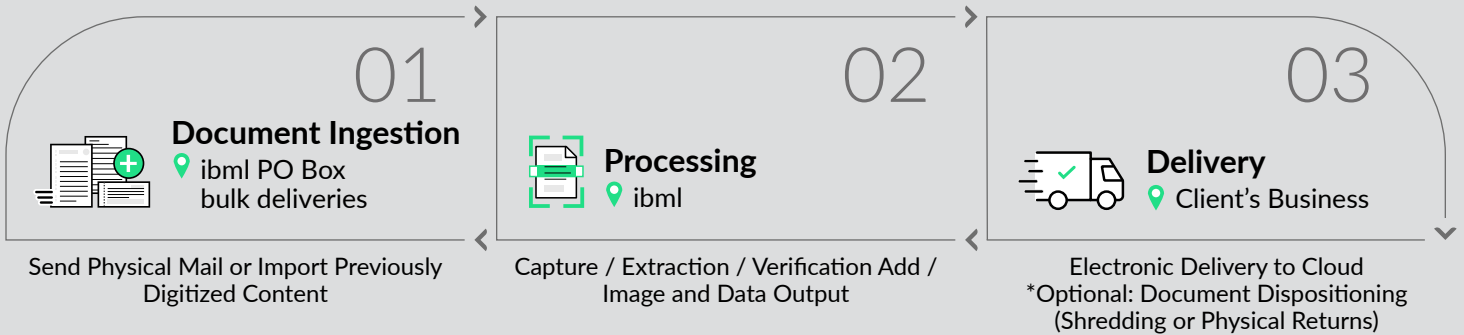 01
Document Ingestion
ibml PO Box
bulk deliveries
Send Physical Mail or Import Previously
Digitized Content
02
Processing
ibml
Capture / Extraction / Verification Add /
Image and Data Output
03
Delivery
Client’s Business
Electronic Delivery to Cloud
*Optional: Document Dispositioning
(Shredding or Physical Returns)